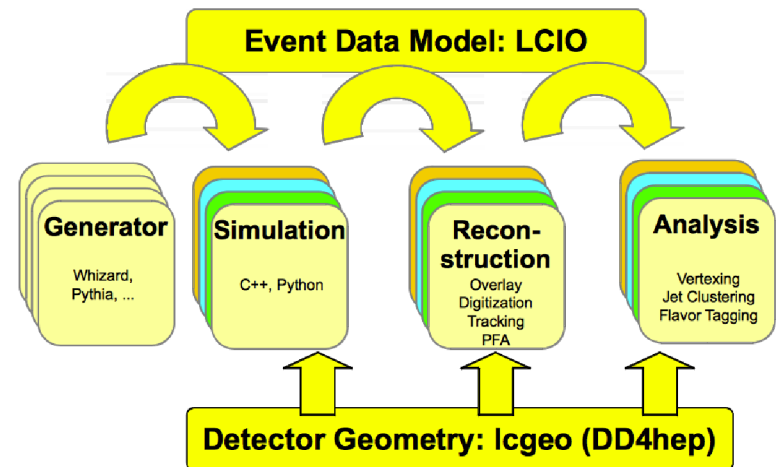 Event Data Model: LCIO
Generator
Whizard,
Pythia, ...
Simulation
C++, Python
Recon-
struction
Overlay
Digitization
Tracking
PFA
Analysis
Vertexing
Jet Clustering
Flavor Tagging
Detector Geometry: lcgeo (DD4hep)